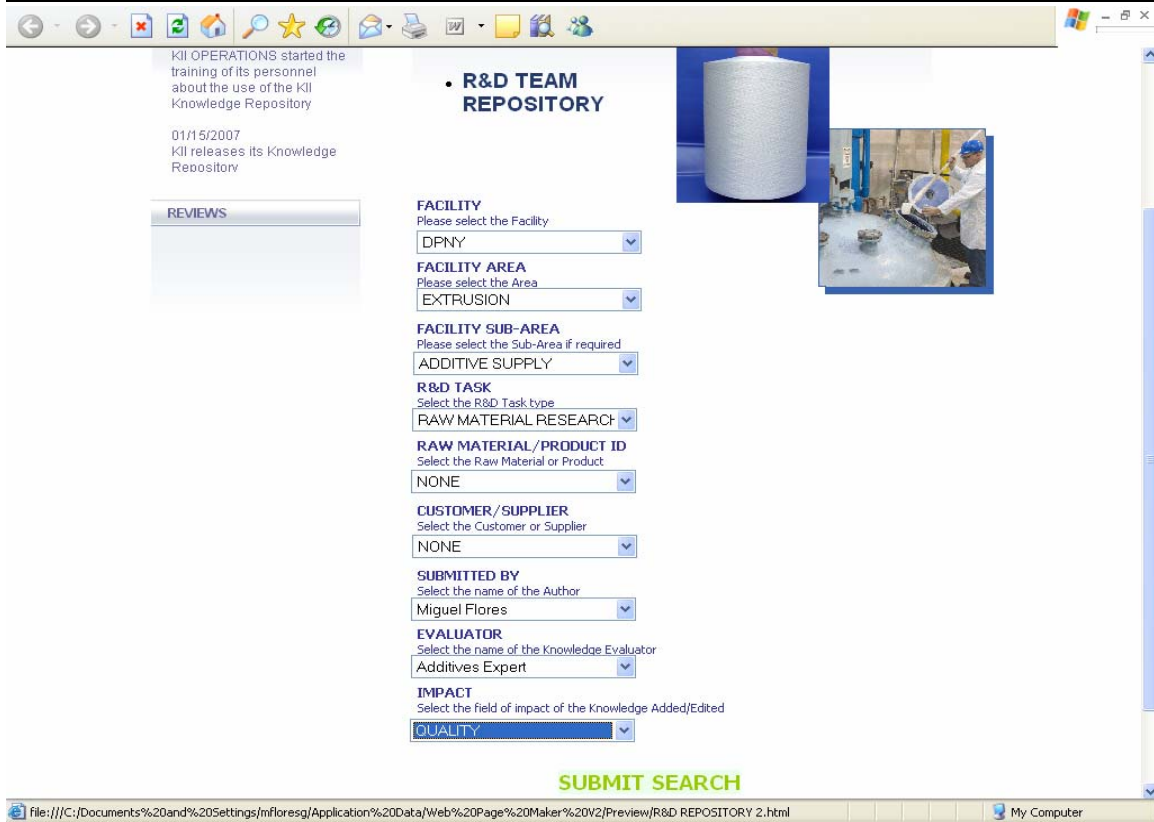 KII OPERATIONS started the
training of its personnel
about the use of the KII
Knowledge Repository
01/15/2007
KII releases its Knowledge
Repository
REVIEWS
• R&D TEAM
REPOSITORY
FACILITY
Please select the Facility
DPNY
FACILITY AREA
Please select the Area
EXTRUSION
FACILITY SUB-AREA
Please select the Sub-Area if required
ADDITIVE SUPPLY
R&D TASK
Select the R&D Task type
RAW MATERIAL RESEARCH
RAW MATERIAL/PRODUCT ID
Select the Raw Material or Product
NONE
CUSTOMER/SUPPLIER
Select the Customer or Supplier
NONE
SUBMITTED BY
Select the name of the Author
Miguel Flores
EVALUATOR
Select the name of the Knowledge Evaluator
Additives Expert
IMPACT
Select the field of impact of the Knowledge Added/Edited
QUALITY
SUBMIT SEARCH
file:///C:/Documents%20and%20Settings/mfloresg/Application%20Data/Web%20Page%20Maker%20V2/Preview/R&D REPOSITORY 2.html
My Computer